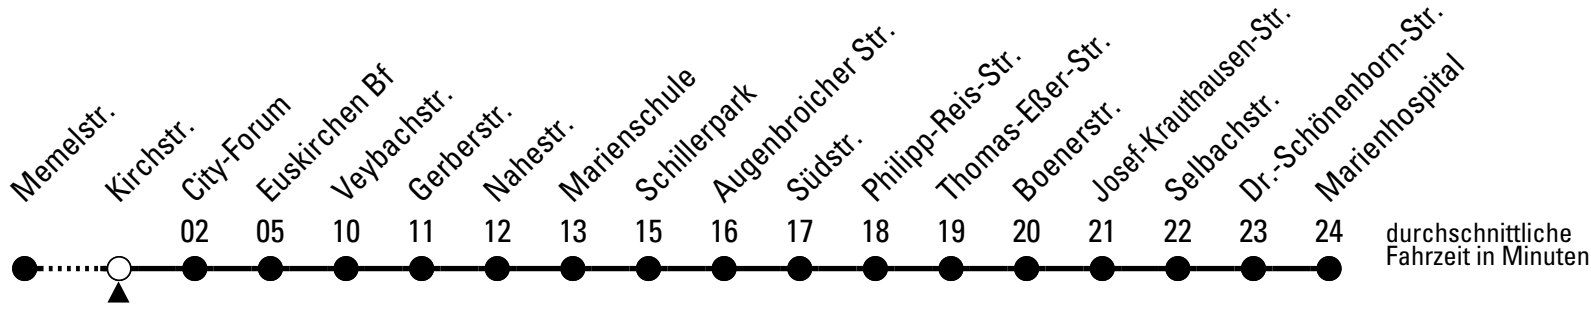 Memelstr.
Kirchstr.
City-Forum
Euskirchen Bf
Veybachstr.
Gerberstr.
Nahestr.
Marienschule
Schillerpark
Augenbroicher Str.
Südstr.
Philipp-Reis-Str.
Thomas-Eßer-Str.
Boenerstr.
Josef-Krauthausen-Str.
Selbachstr.
Dr.-Schönenborn-Str.
Marienhospital
02 05 10 11 12 13 15 16 17 18 19 20 21 22 23 24
durchschnittliche
Fahrzeit in Minuten